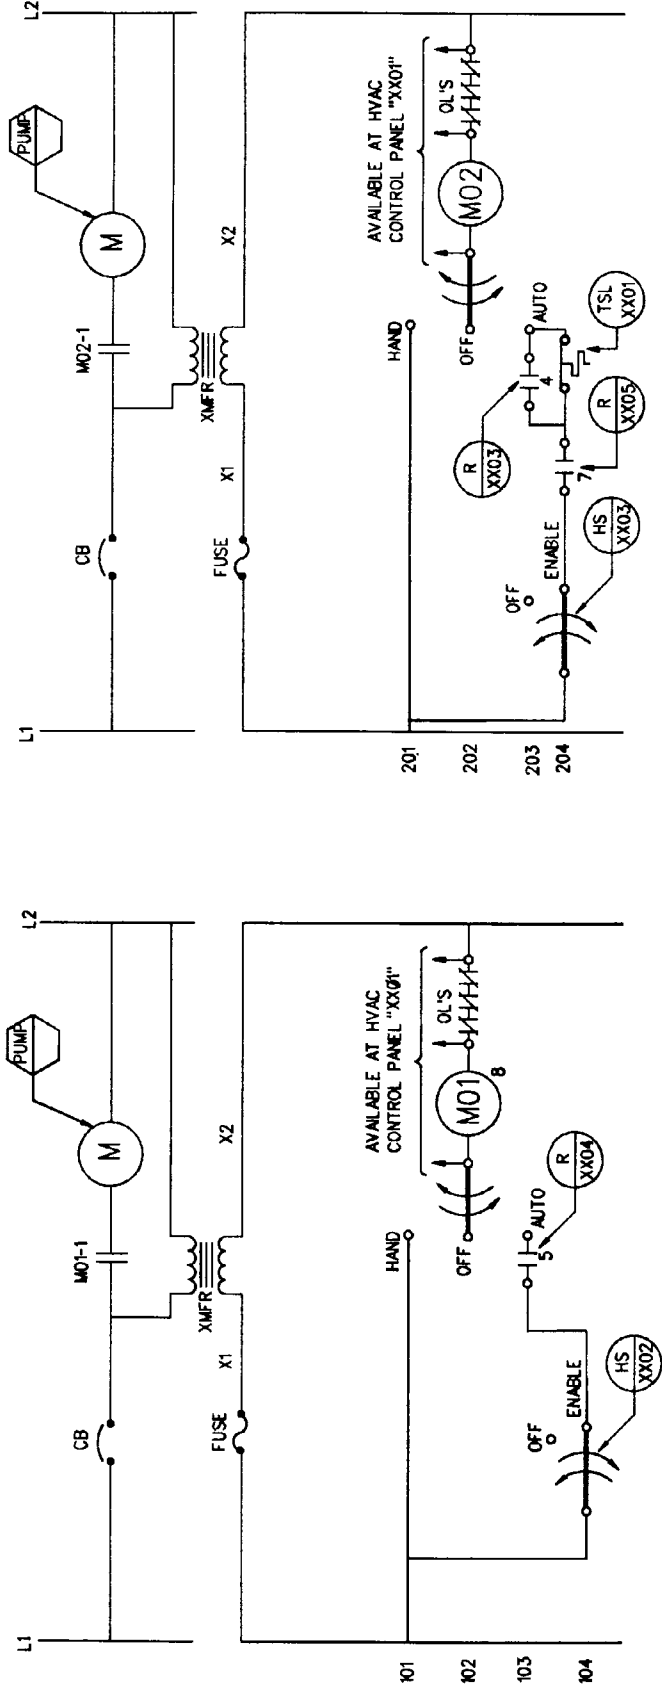 L1
L2
PUMP
M
M01-1
CB
XMFR
X1
X2
FUSE
AVAILABLE AT HVAC
CONTROL PANEL "XX01"
HAND
OL'S
M01
8
OFF
AUTO
5
R
XX04
OFF
ENABLE
HS
XX02
101
102
103
104
L1
L2
PUMP
M
M02-1
CB
XMFR
X1
X2
FUSE
AVAILABLE AT HVAC
CONTROL PANEL "XX01"
HAND
OL'S
M02
OFF
AUTO
R
XX03
4
TSL
XX01
7
R
XX05
OFF
ENABLE
HS
XX03
201
202
203
204